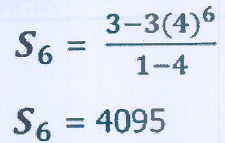 S₆ = (3−3(4)⁶)/(1−4)
S₆ = 4095